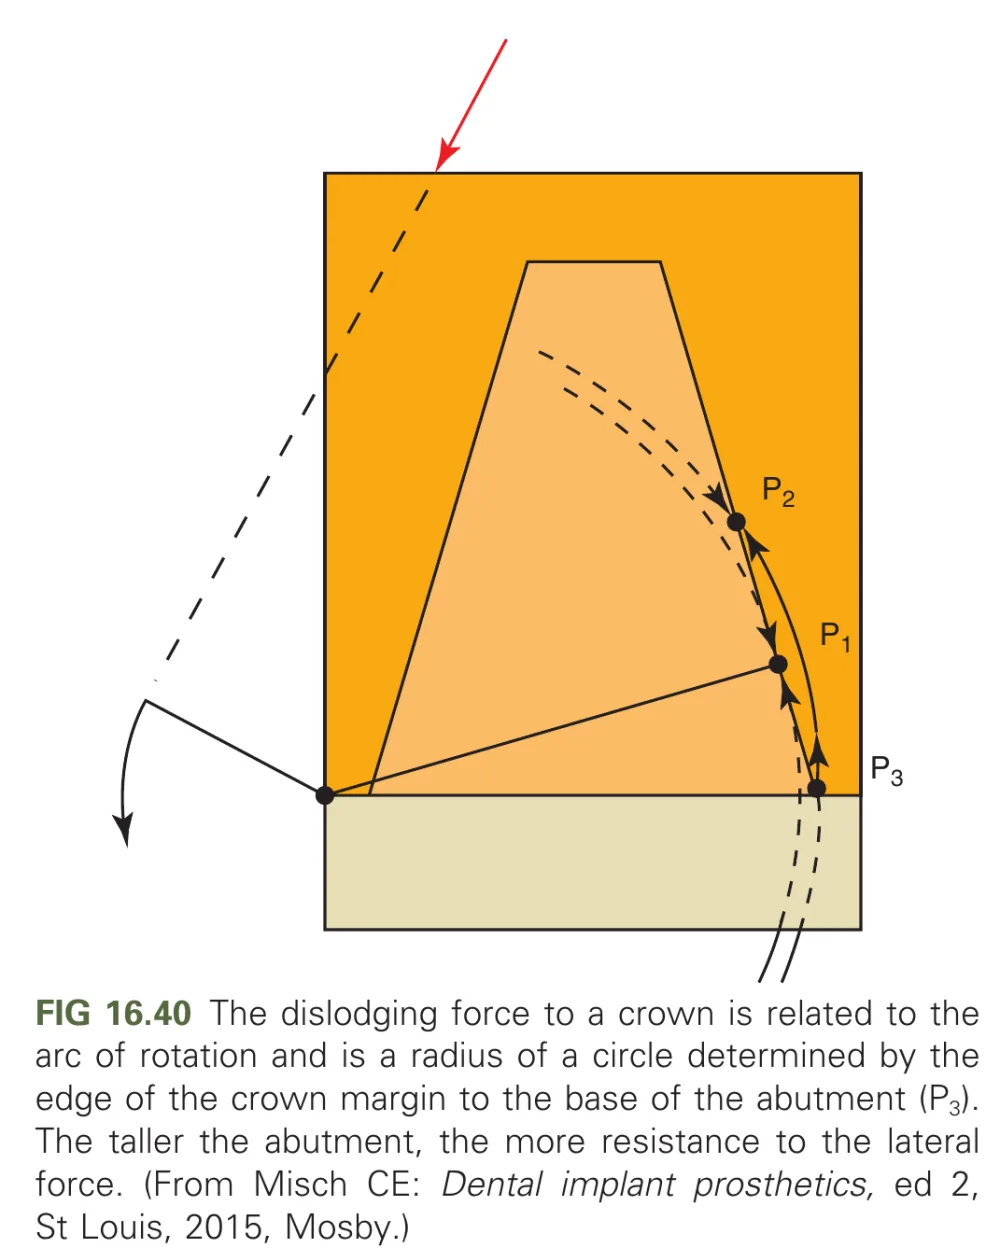 P2
P1
P3
FIG 16.40 The dislodging force to a crown is related to the
arc of rotation and is a radius of a circle determined by the
edge of the crown margin to the base of the abutment (P3).
The taller the abutment, the more resistance to the lateral
force. (From Misch CE: Dental implant prosthetics, ed 2,
St Louis, 2015, Mosby.)